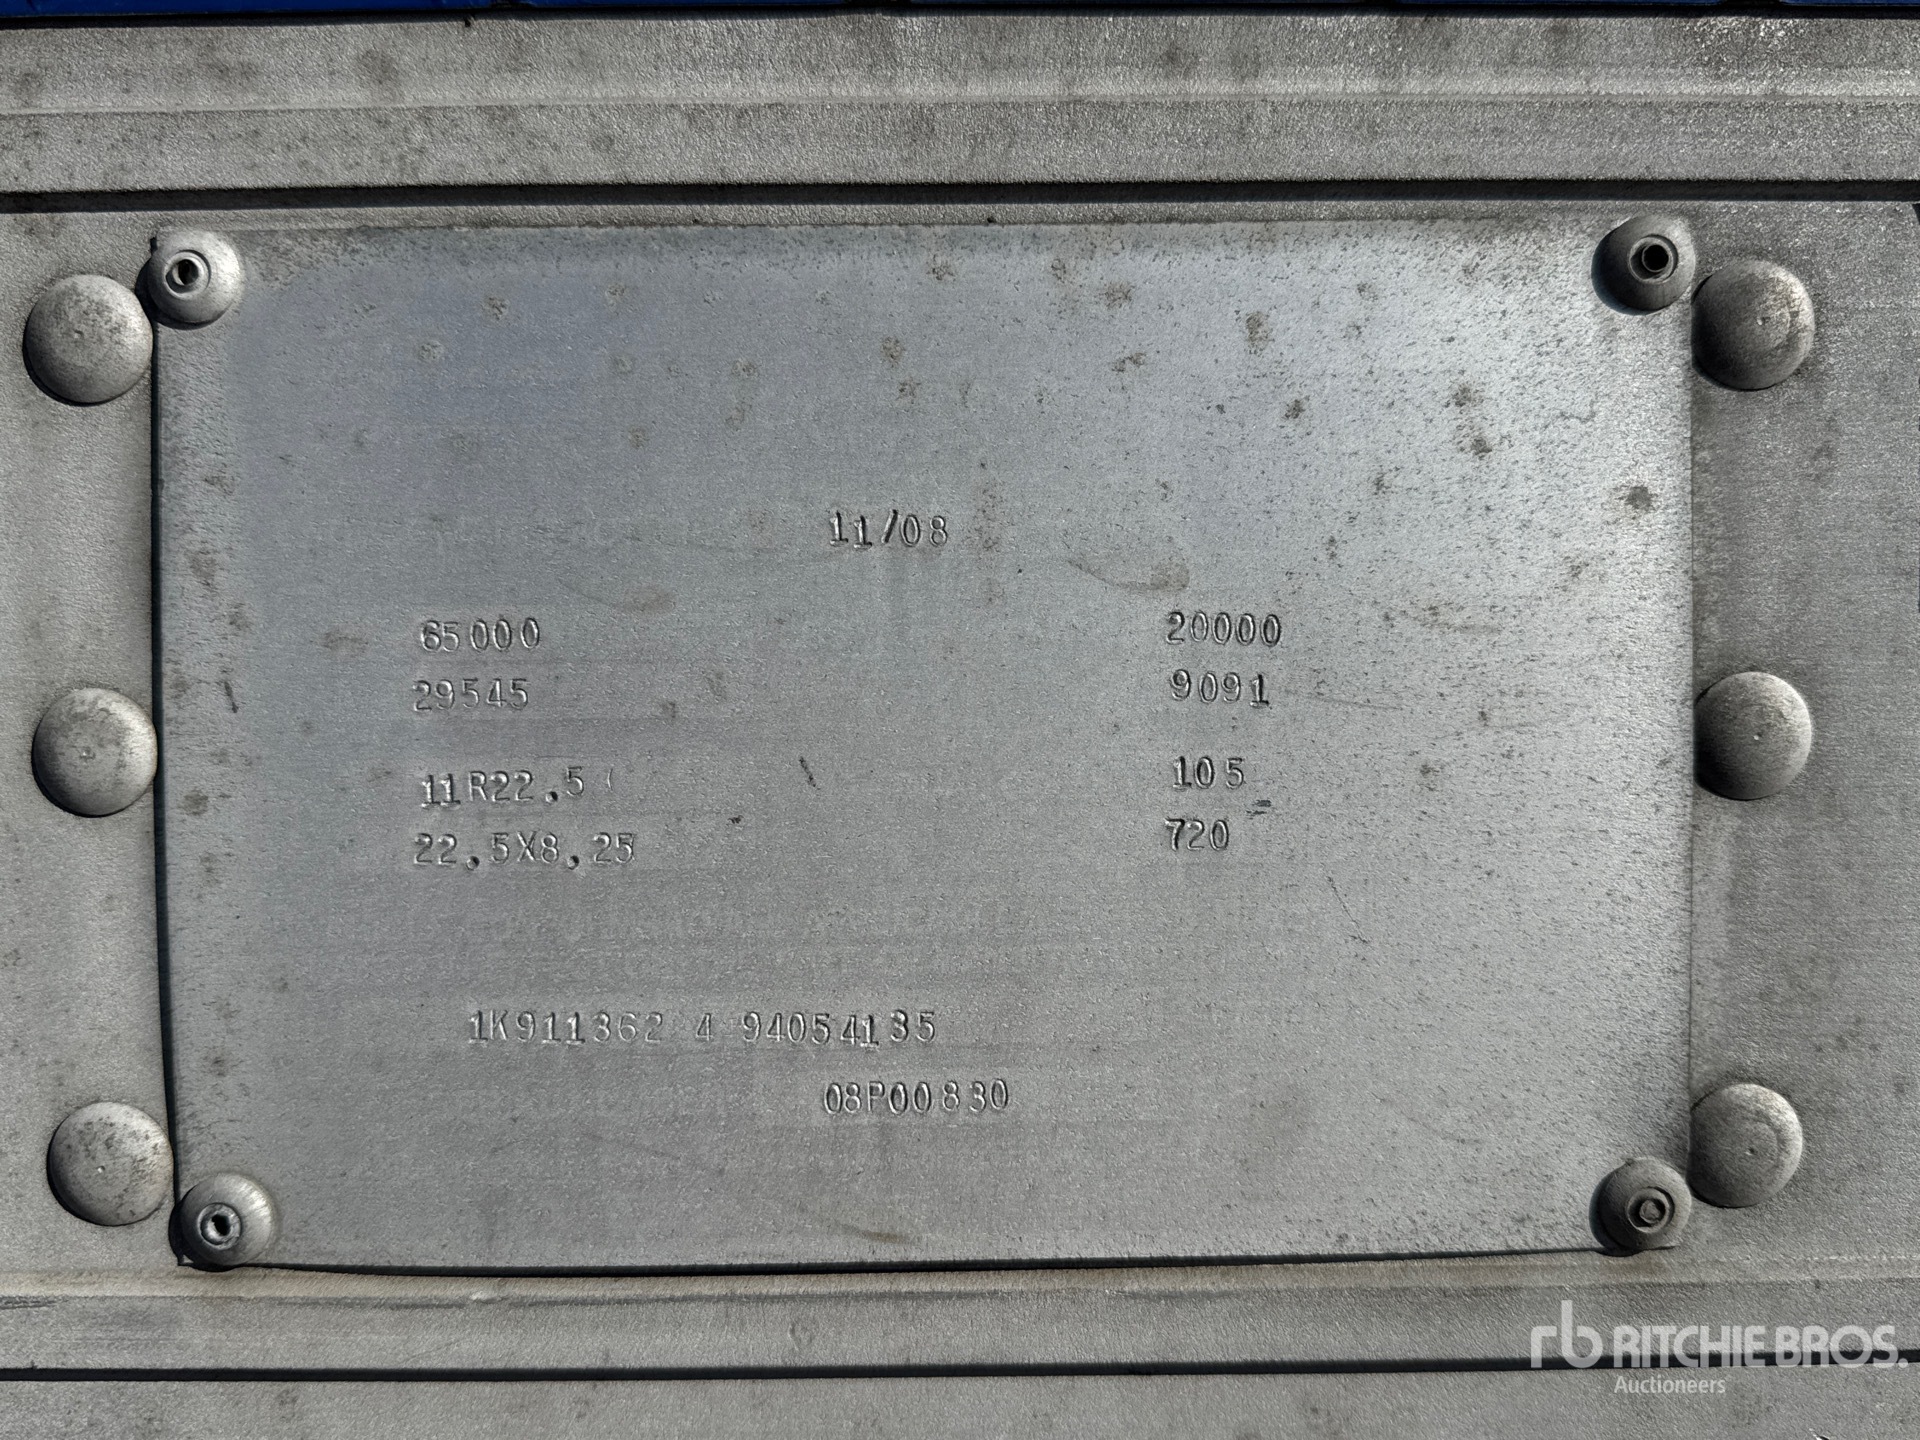 11/08
65000 20000
29545 9091
11R22.5 105
22.5X8.25 720
1K911362 4 94054135
08P00830
rb RITCHIE BROS.
Auctioneers